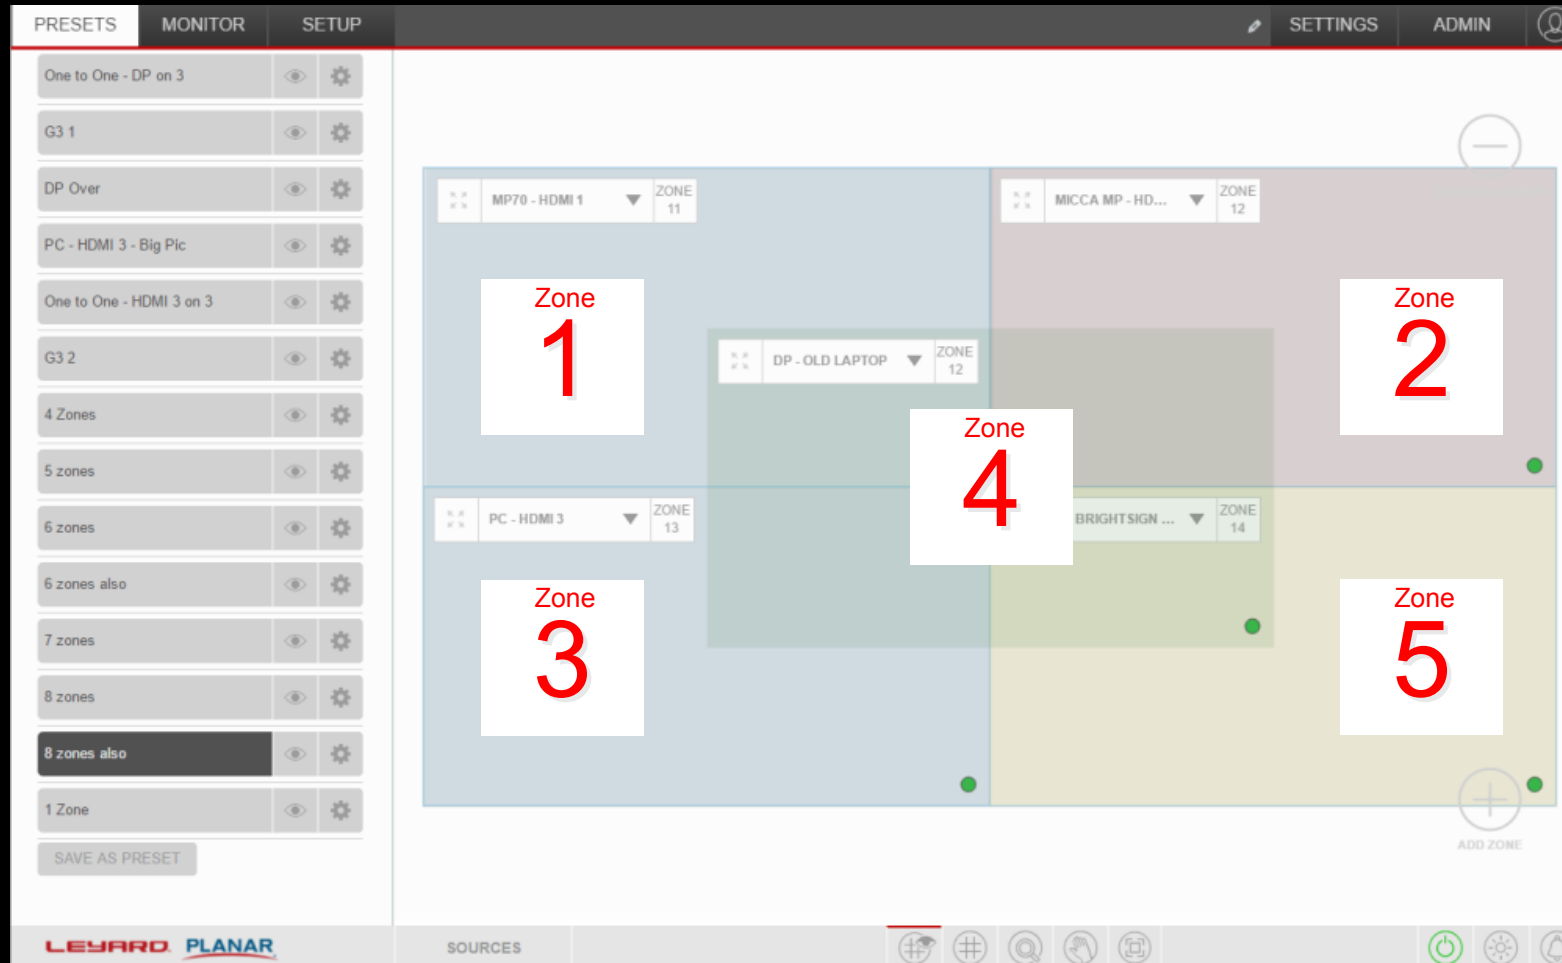 PRESETS MONITOR SETUP SETTINGS ADMIN
One to One - DP on 3
G3 1
DP Over
PC - HDMI 3 - Big Pic
One to One - HDMI 3 on 3
G3 2
4 Zones
5 zones
6 zones
6 zones also
7 zones
8 zones
8 zones also
1 Zone
SAVE AS PRESET
MP70 - HDMI 1 ZONE 11
MICCA MP - HD... ZONE 12
Zone
1
Zone
2
DP - OLD LAPTOP ZONE 12
Zone
4
PC - HDMI 3 ZONE 13
BRIGHTSIGN ... ZONE 14
Zone
3
Zone
5
ADD ZONE
LEYARD PLANAR
SOURCES